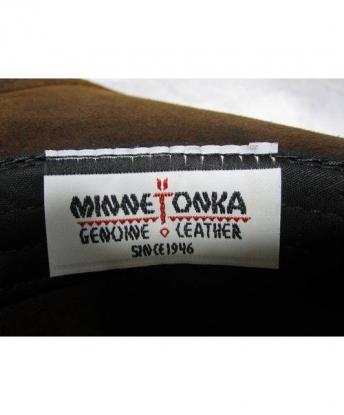 MINNETONKA
GENUINE LEATHER
SINCE 1946